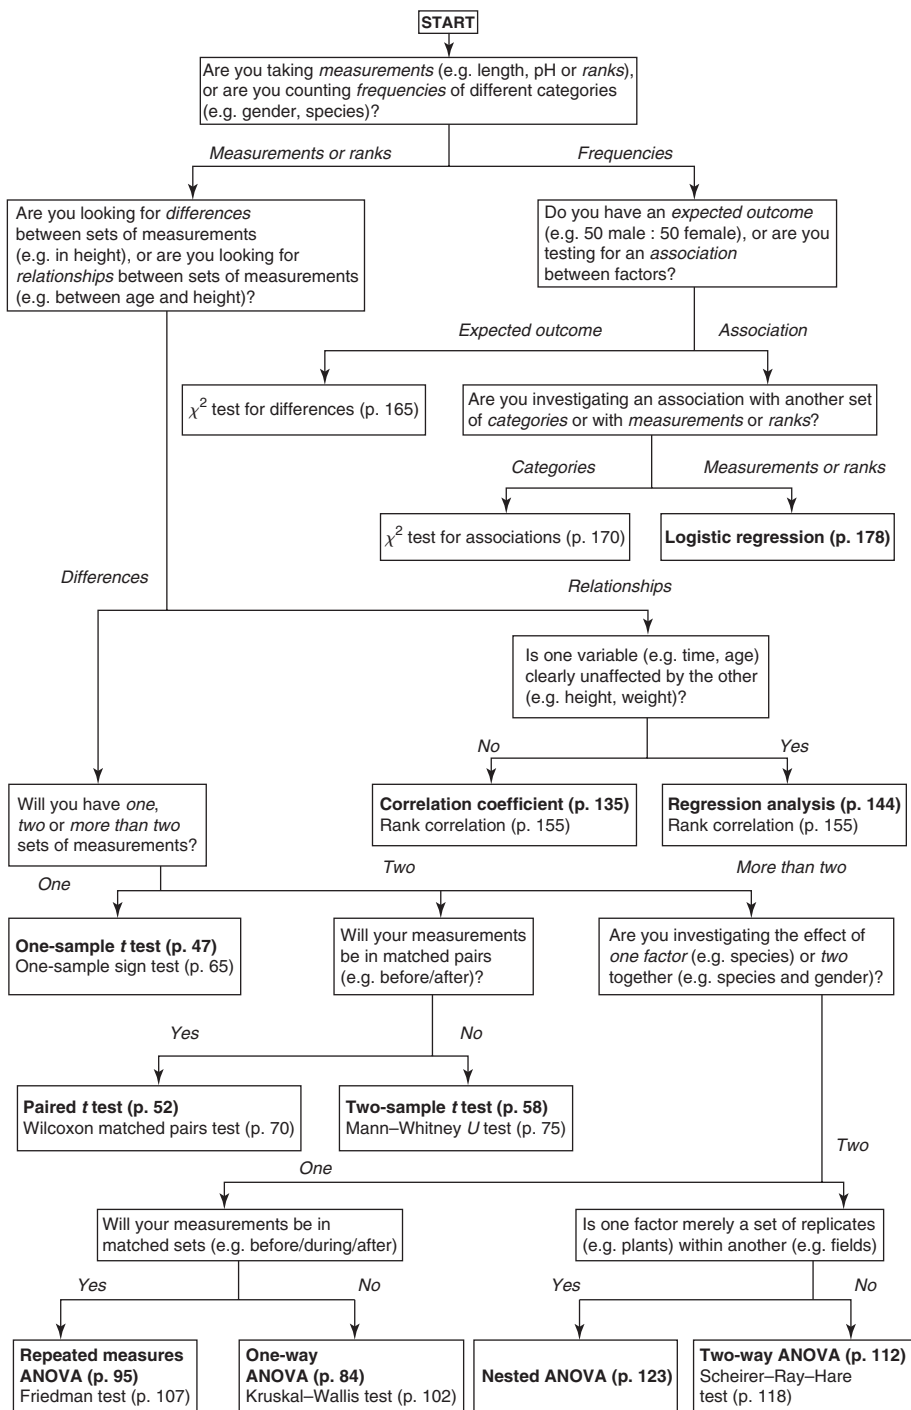 START
Are you taking measurements (e.g. length, pH or ranks),
or are you counting frequencies of different categories
(e.g. gender, species)?
Measurements or ranks
Frequencies
Are you looking for differences
between sets of measurements
(e.g. in height), or are you looking for
relationships between sets of measurements
(e.g. between age and height)?
Do you have an expected outcome
(e.g. 50 male : 50 female), or are you
testing for an association
between factors?
Expected outcome
Association
χ² test for differences (p. 165)
Are you investigating an association with another set
of categories or with measurements or ranks?
Categories
Measurements or ranks
χ² test for associations (p. 170)
Logistic regression (p. 178)
Differences
Relationships
Is one variable (e.g. time, age)
clearly unaffected by the other
(e.g. height, weight)?
No
Yes
Will you have one,
two or more than two
sets of measurements?
Correlation coefficient (p. 135)
Rank correlation (p. 155)
Regression analysis (p. 144)
Rank correlation (p. 155)
One
Two
More than two
One-sample t test (p. 47)
One-sample sign test (p. 65)
Will your measurements
be in matched pairs
(e.g. before/after)?
Are you investigating the effect of
one factor (e.g. species) or two
together (e.g. species and gender)?
Yes
No
Paired t test (p. 52)
Wilcoxon matched pairs test (p. 70)
Two-sample t test (p. 58)
Mann–Whitney U test (p. 75)
One
Two
Will your measurements be in
matched sets (e.g. before/during/after)
Is one factor merely a set of replicates
(e.g. plants) within another (e.g. fields)
Yes
No
Yes
No
Repeated measures
ANOVA (p. 95)
Friedman test (p. 107)
One-way
ANOVA (p. 84)
Kruskal–Wallis test (p. 102)
Nested ANOVA (p. 123)
Two-way ANOVA (p. 112)
Scheirer–Ray–Hare
test (p. 118)